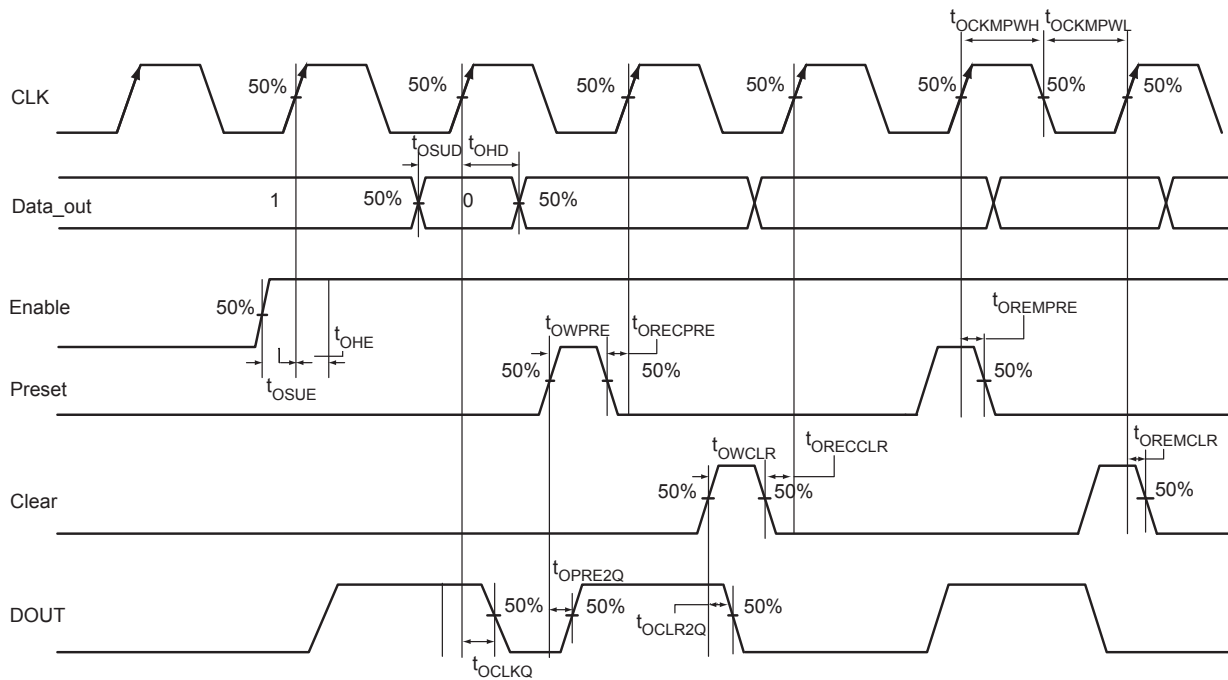 tOCKMPWH tOCKMPWL
CLK
50% 50% 50% 50% 50% 50% 50%
tOSUD tOHD
Data_out
1 50% 0 50%
Enable
50%
tOHE
tOSUE
tOWPRE tORECPRE
tOREMPRE
Preset
50% 50% 50%
tOWCLR tORECCLR
tOREMCLR
Clear
50% 50% 50%
tOPRE2Q
DOUT
50% 50% 50%
tOCLR2Q
tOCLKQ